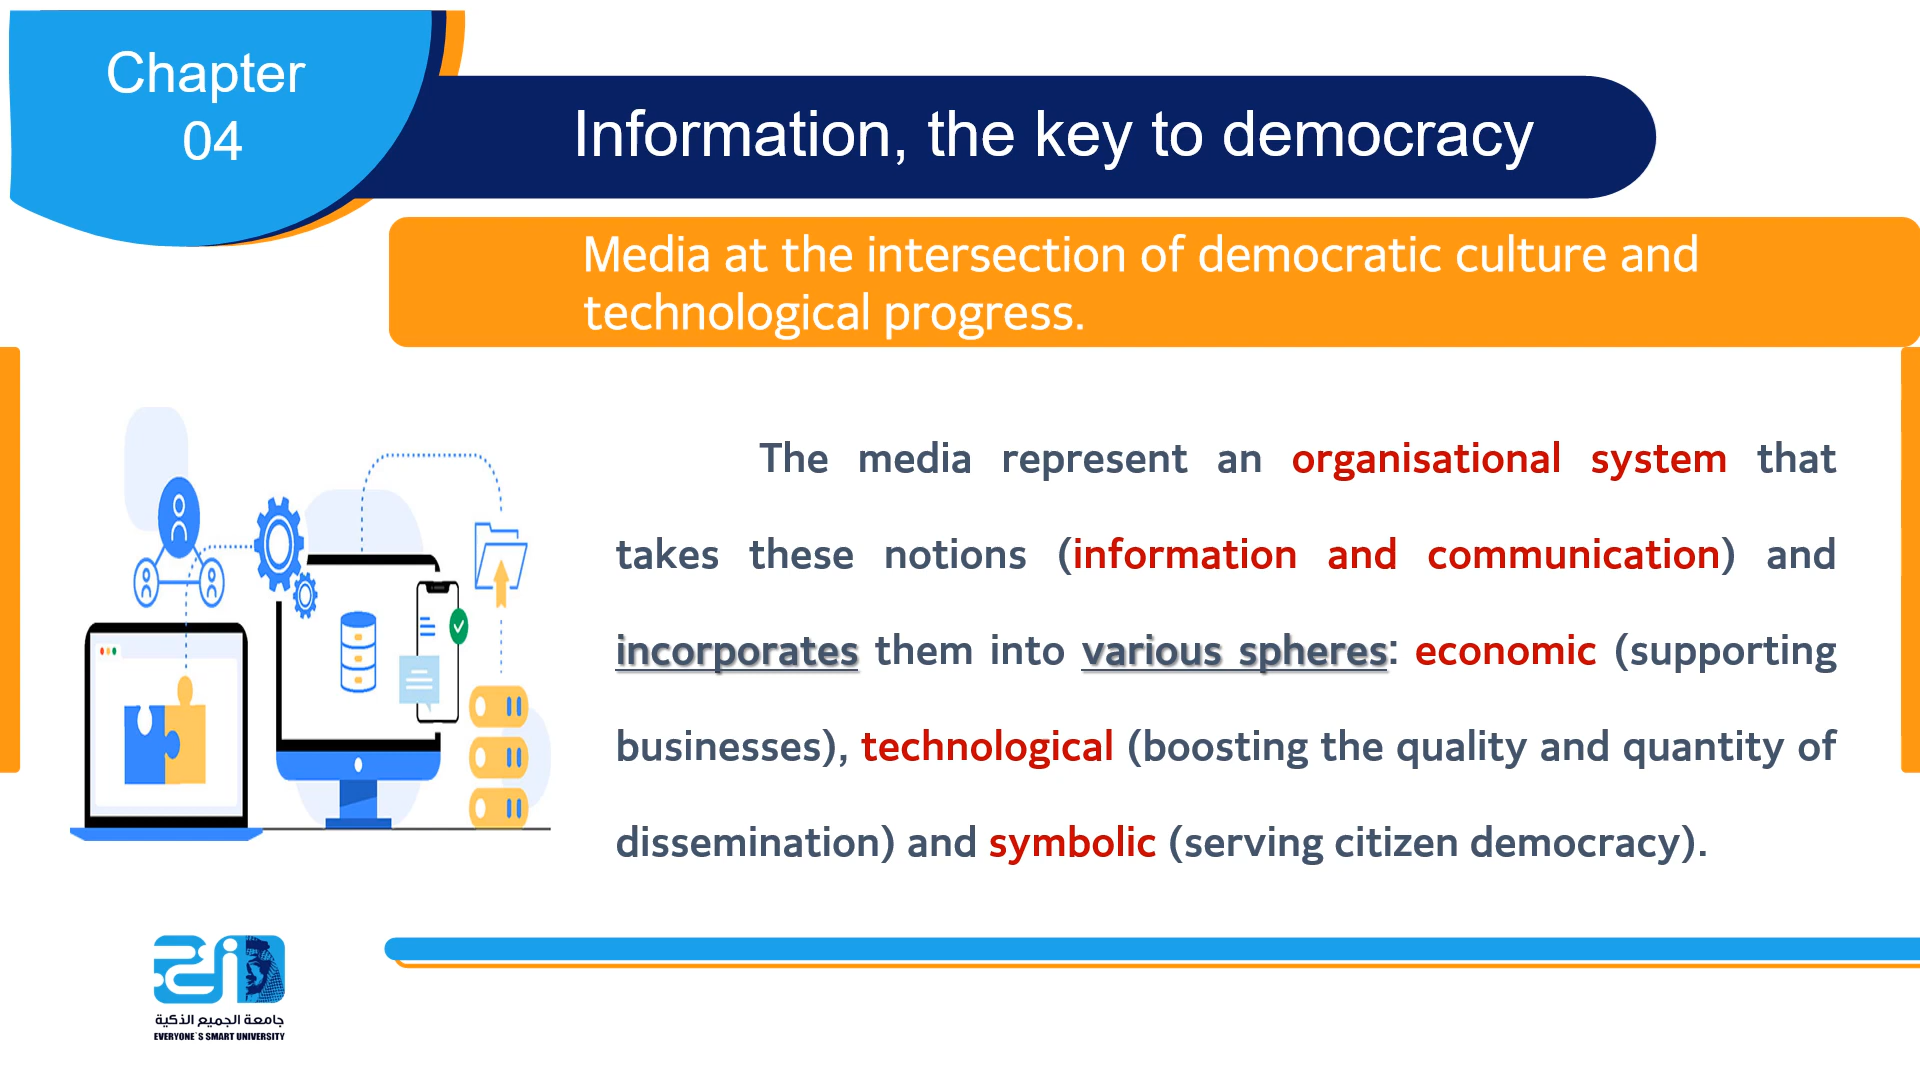 Chapter
04
Information, the key to democracy
Media at the intersection of democratic culture and
technological progress.
The media represent an organisational system that
takes these notions (information and communication) and
incorporates them into various spheres: economic (supporting
businesses), technological (boosting the quality and quantity of
dissemination) and symbolic (serving citizen democracy).
جامعة الجميع الذكية
EVERYONE`S SMART UNIVERSITY